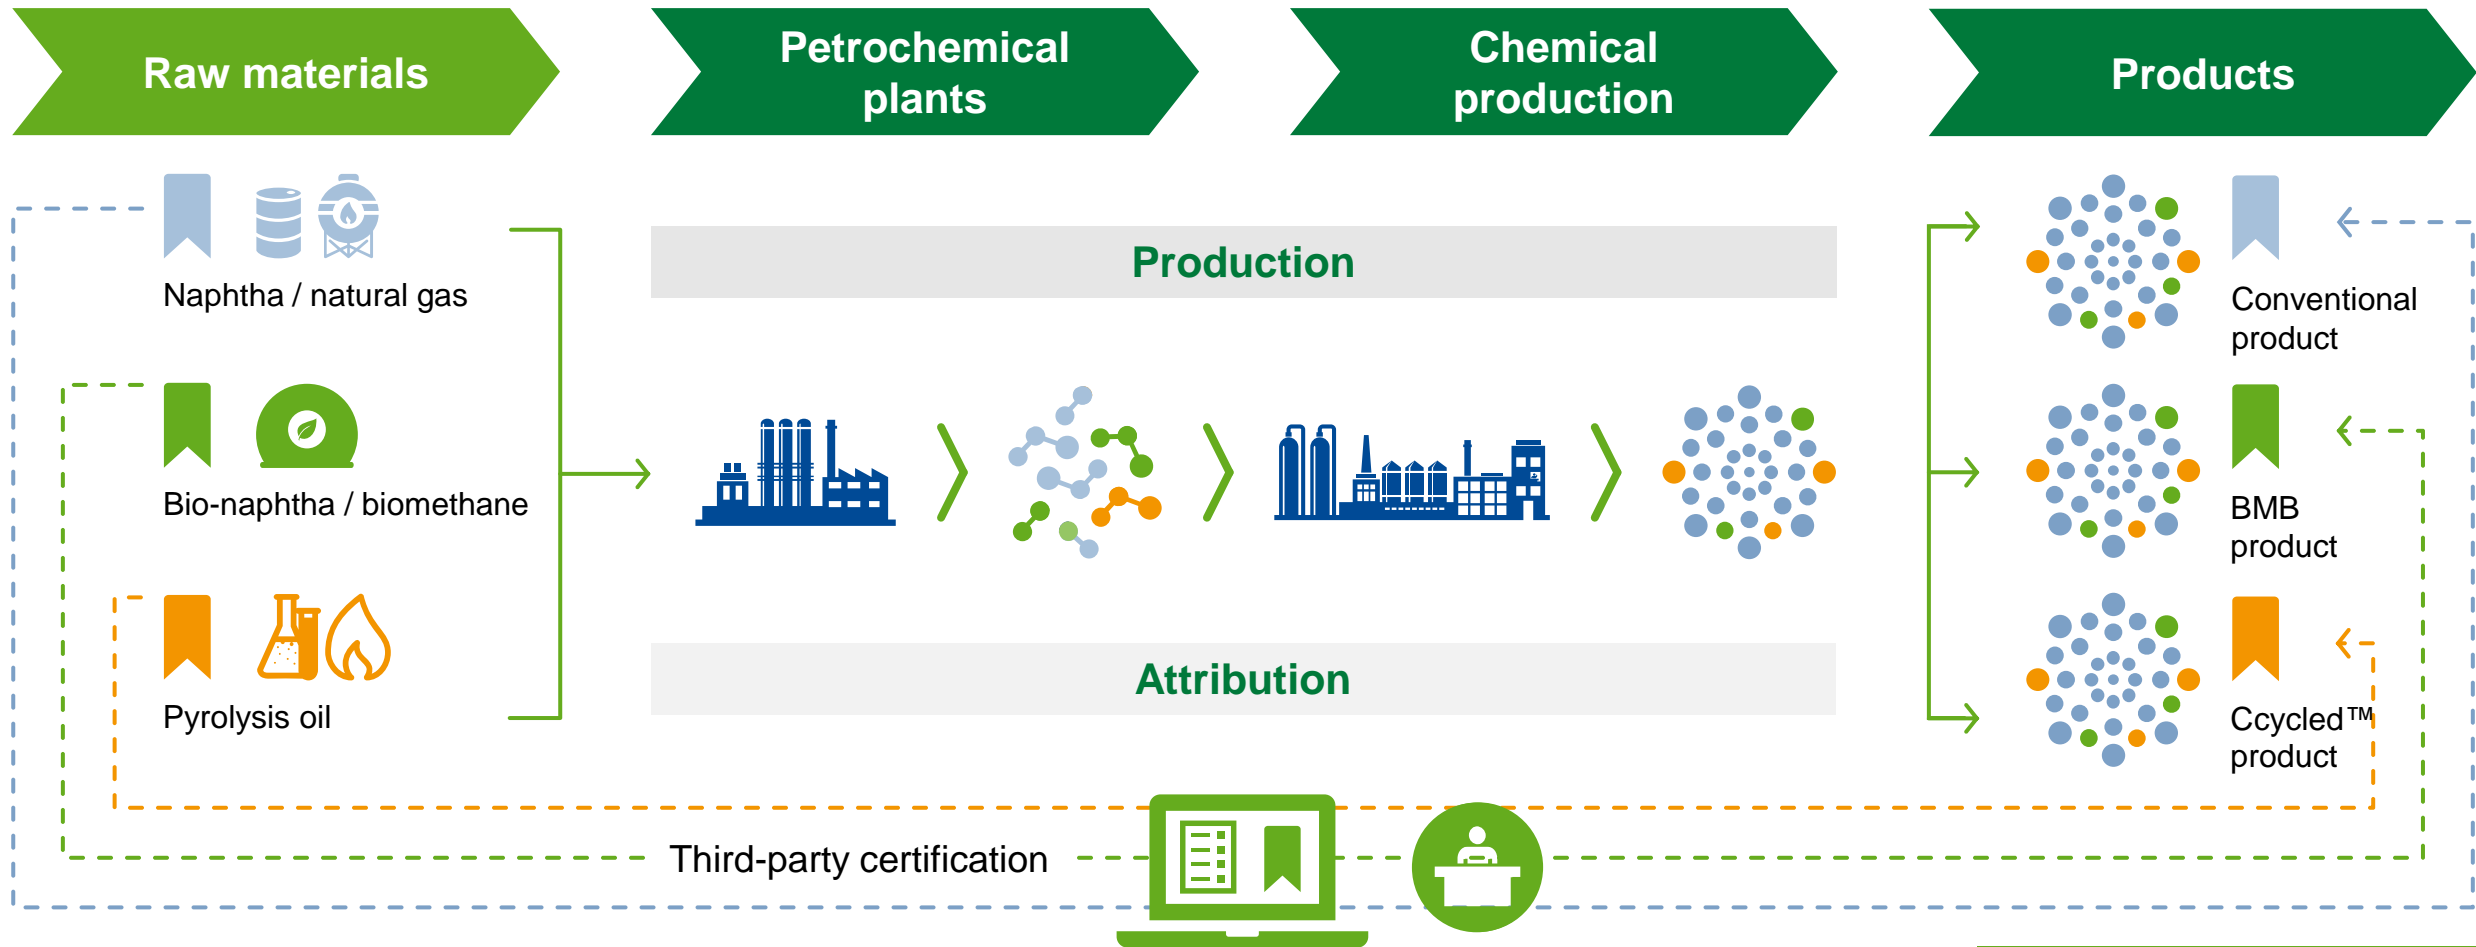 Raw materials
Petrochemical
plants
Chemical
production
Products
Naphtha / natural gas
Production
Conventional
product
Bio-naphtha / biomethane
BMB
product
Pyrolysis oil
Attribution
Ccycled™
product
Third-party certification